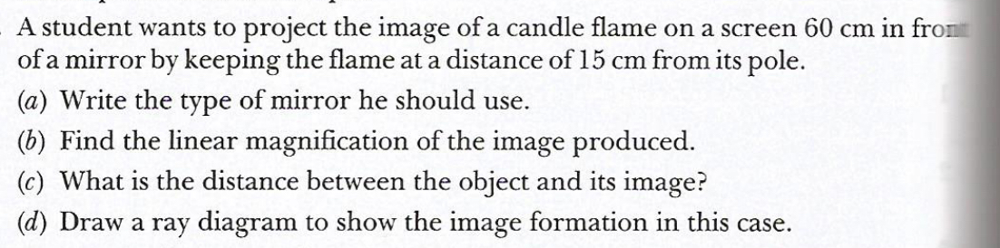 A student wants to project the image of a candle flame on a screen 60 cm in front
of a mirror by keeping the flame at a distance of 15 cm from its pole.
(a) Write the type of mirror he should use.
(b) Find the linear magnification of the image produced.
(c) What is the distance between the object and its image?
(d) Draw a ray diagram to show the image formation in this case.